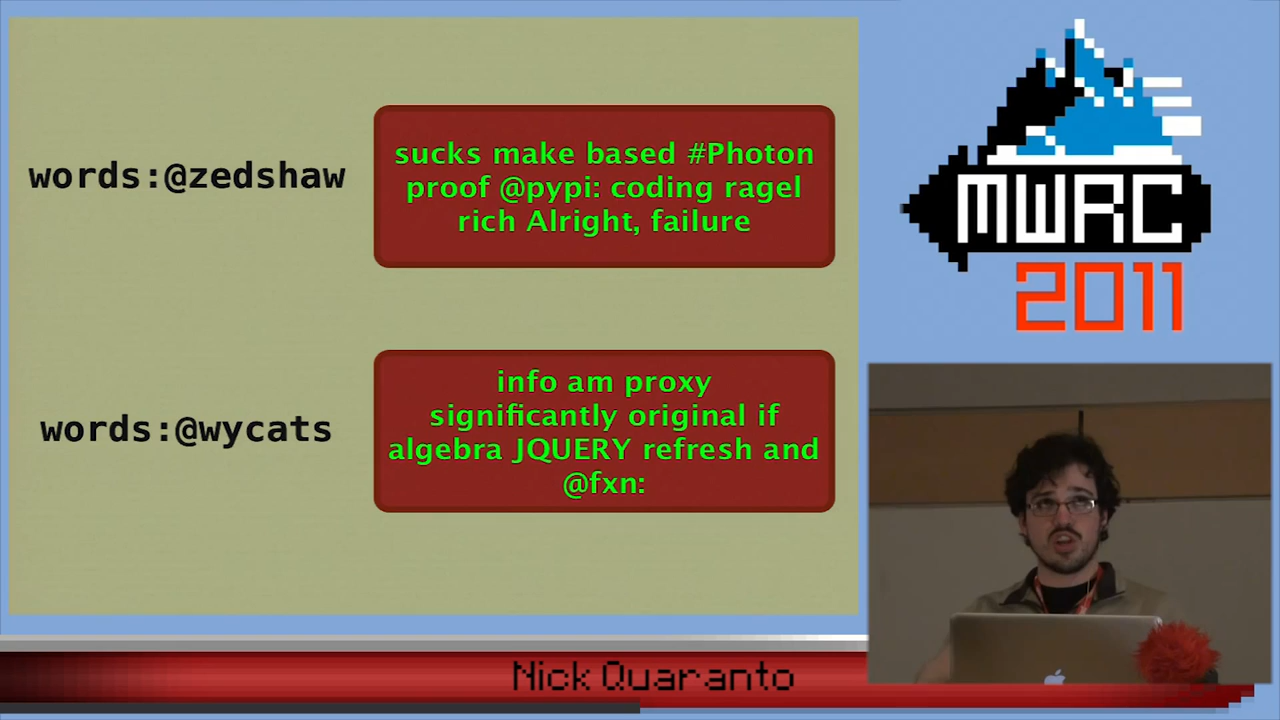 words:@zedshaw
sucks make based #Photon
proof @pypi: coding ragel
rich Alright, failure
words:@wycats
info am proxy
significantly original if
algebra JQUERY refresh and
@fxn:
MWRC
2011
Nick Quaranto